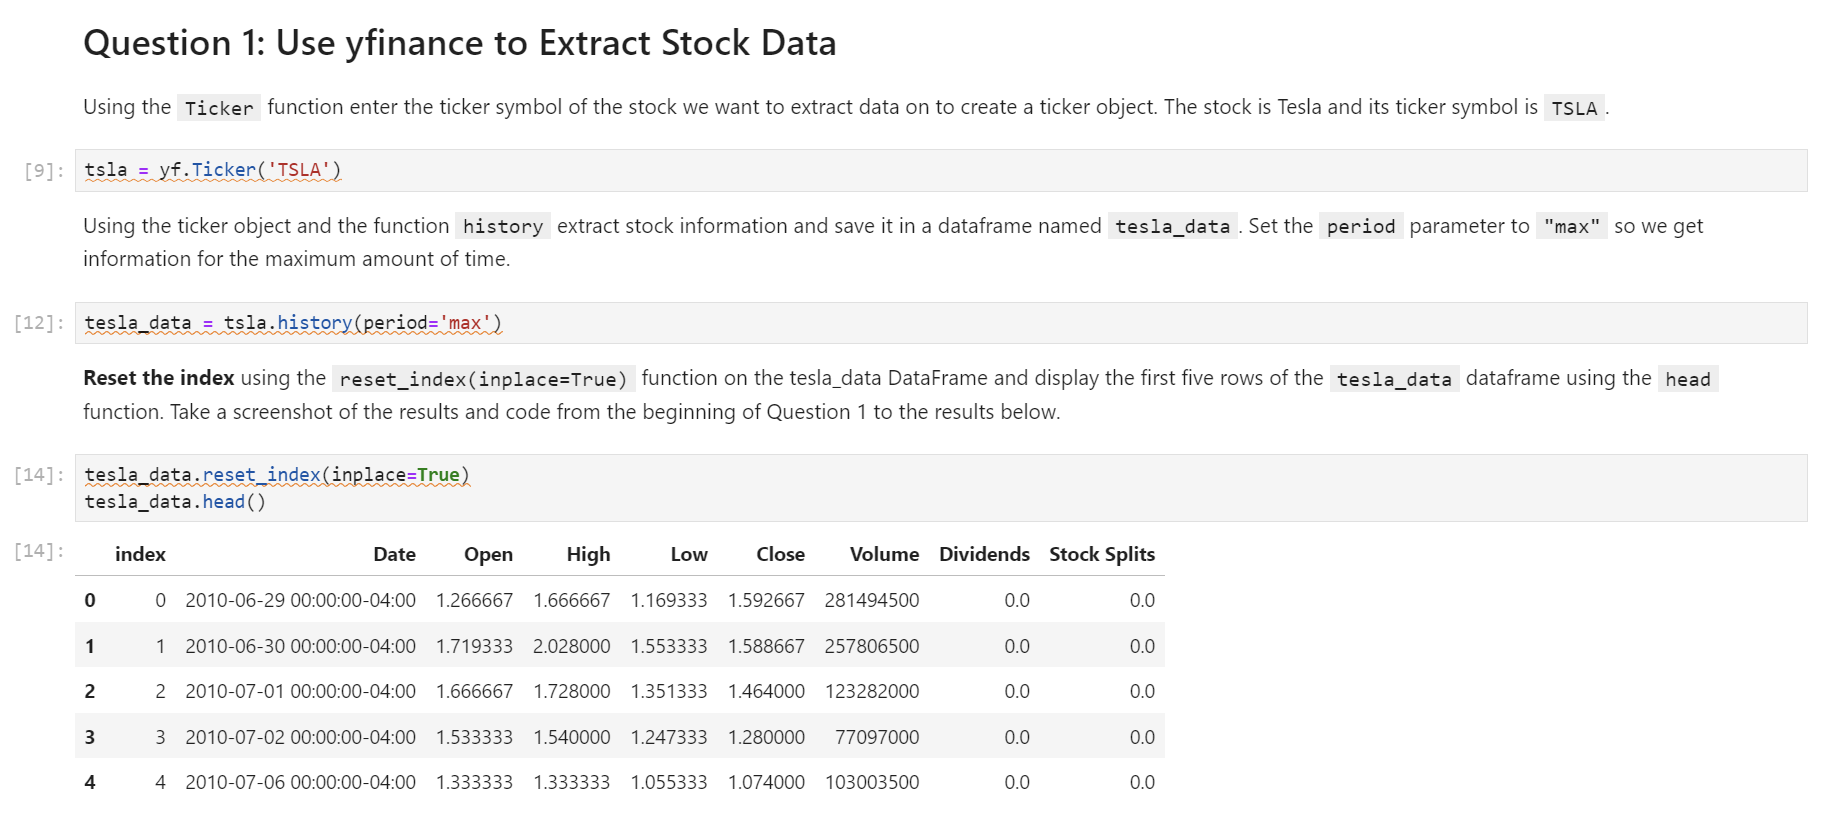 Question 1: Use yfinance to Extract Stock Data
Using the Ticker function enter the ticker symbol of the stock we want to extract data on to create a ticker object. The stock is Tesla and its ticker symbol is TSLA.
[9]: tsla = yf.Ticker('TSLA')
Using the ticker object and the function history extract stock information and save it in a dataframe named tesla_data. Set the period parameter to "max" so we get
information for the maximum amount of time.
[12]: tesla_data = tsla.history(period='max')
Reset the index using the reset_index(inplace=True) function on the tesla_data DataFrame and display the first five rows of the tesla_data dataframe using the head
function. Take a screenshot of the results and code from the beginning of Question 1 to the results below.
[14]: tesla_data.reset_index(inplace=True)
tesla_data.head()
[14]: index Date Open High Low Close Volume Dividends Stock Splits
0 0 2010-06-29 00:00:00-04:00 1.266667 1.666667 1.169333 1.592667 281494500 0.0 0.0
1 1 2010-06-30 00:00:00-04:00 1.719333 2.028000 1.553333 1.588667 257806500 0.0 0.0
2 2 2010-07-01 00:00:00-04:00 1.666667 1.728000 1.351333 1.464000 123282000 0.0 0.0
3 3 2010-07-02 00:00:00-04:00 1.533333 1.540000 1.247333 1.280000 77097000 0.0 0.0
4 4 2010-07-06 00:00:00-04:00 1.333333 1.333333 1.055333 1.074000 103003500 0.0 0.0